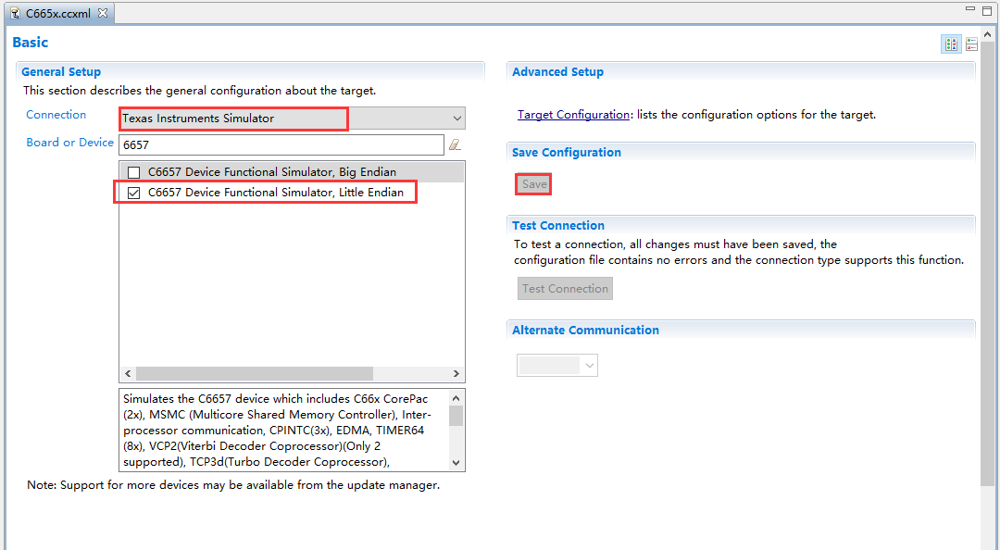 C665x.ccxml
Basic
General Setup
This section describes the general configuration about the target.
Connection
Texas Instruments Simulator
Board or Device
6657
C6657 Device Functional Simulator, Big Endian
C6657 Device Functional Simulator, Little Endian
Simulates the C6657 device which includes C66x CorePac
(2x), MSMC (Multicore Shared Memory Controller), Inter-
processor communication, CPINTC(3x), EDMA, TIMER64
(8x), VCP2(Viterbi Decoder Coprocessor)(Only 2
supported), TCP3d(Turbo Decoder Coprocessor),
Note: Support for more devices may be available from the update manager.
Advanced Setup
Target Configuration: lists the configuration options for the target.
Save Configuration
Save
Test Connection
To test a connection, all changes must have been saved, the
configuration file contains no errors and the connection type supports this function.
Test Connection
Alternate Communication